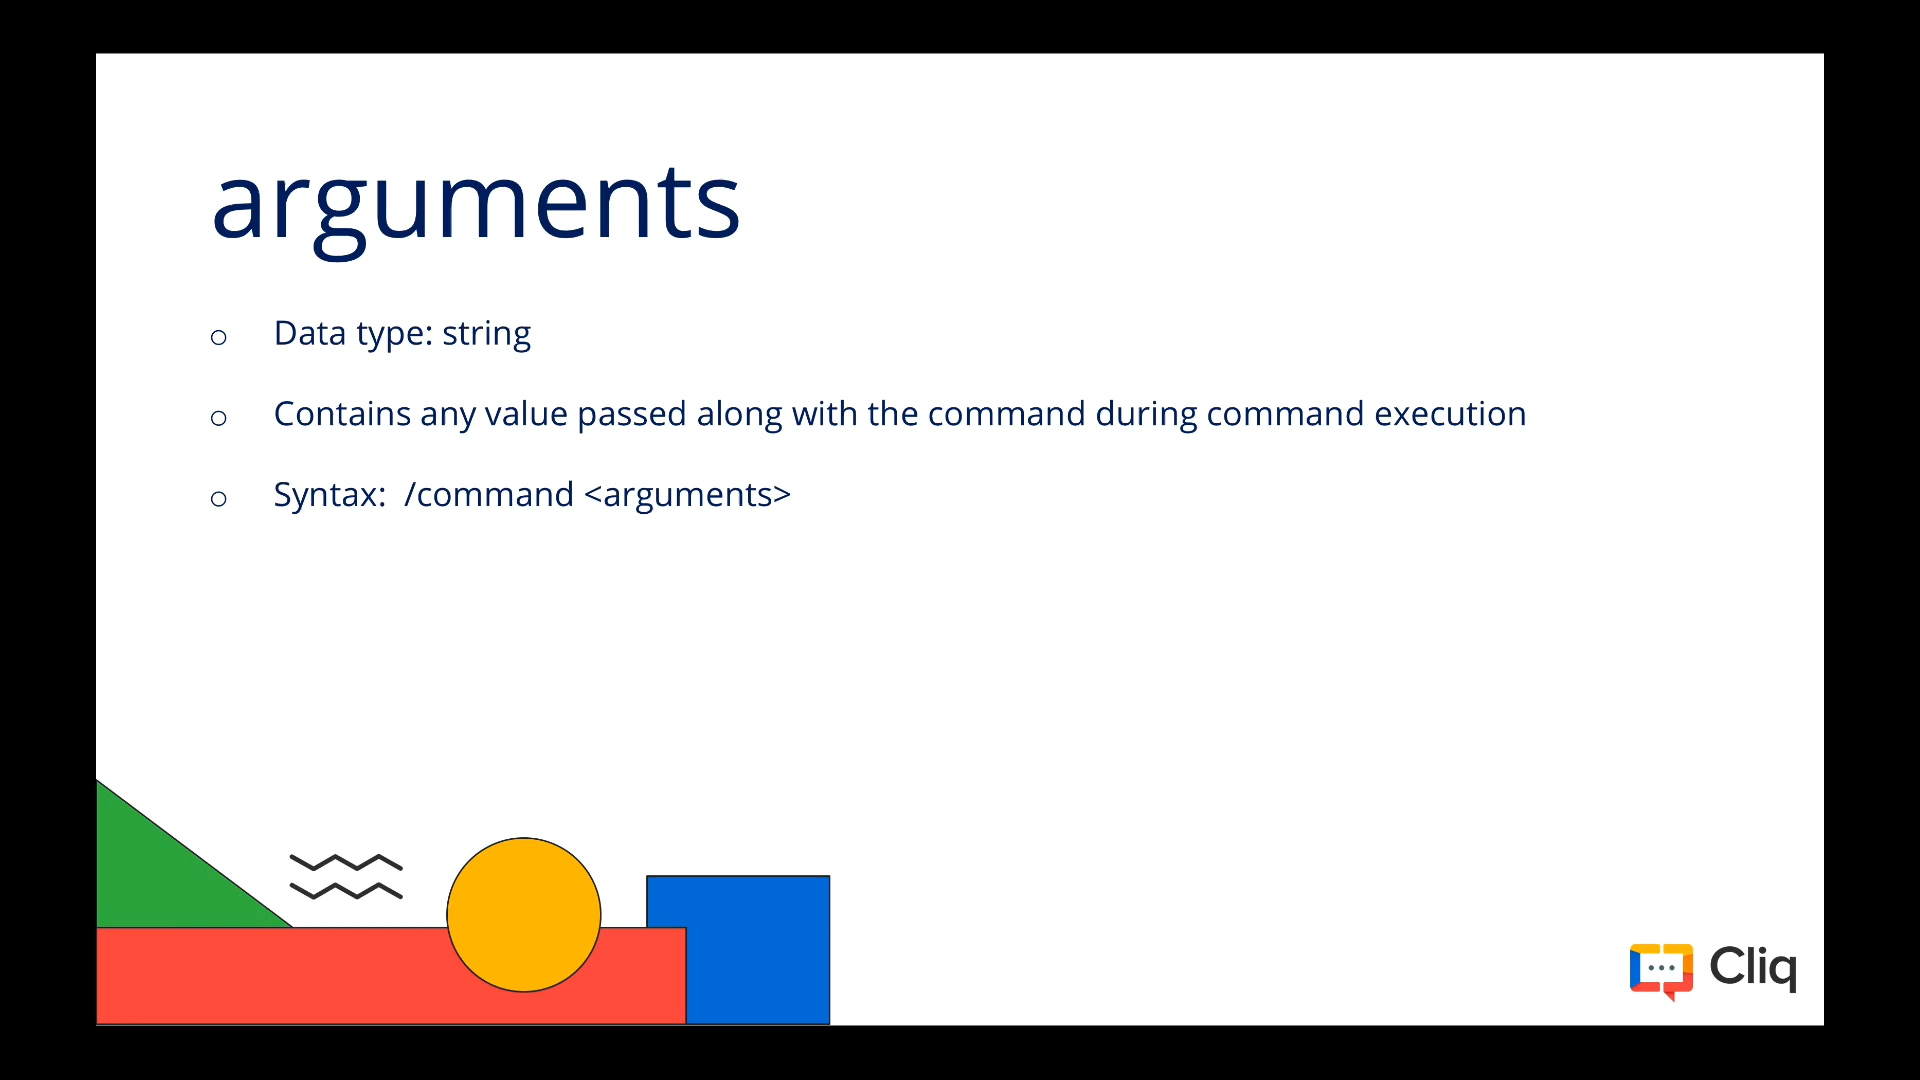 arguments
Data type: string
Contains any value passed along with the command during command execution
Syntax: /command <arguments>
Cliq